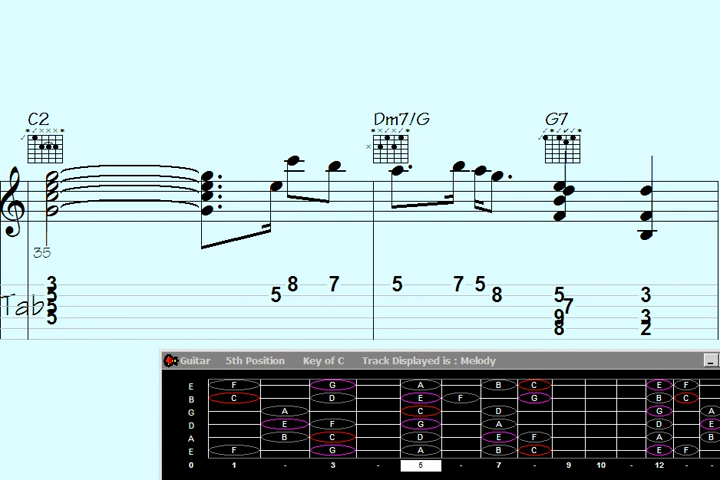 C2 Dm7/G G7
35
3 8 7 5 7 5
5 5 8 5 3
5 7
5 9 3
8 2
Tab
Guitar 5th Position Key of C Track Displayed is : Melody
E F G A B C E F
B C D E F G B C
G A C D G A
D E F G A D E
A B C D E F A B
E F G A B C E F
0 1 - 3 - 5 - 7 - 9 10 - 12 - -